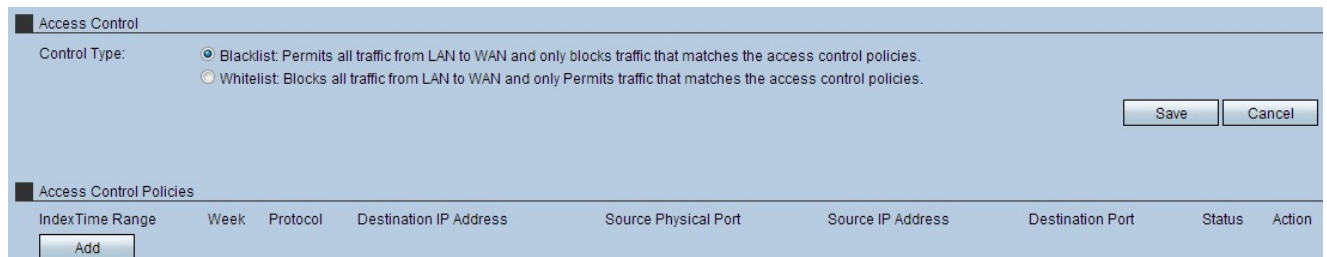 Access Control
Control Type: Blacklist: Permits all traffic from LAN to WAN and only blocks traffic that matches the access control policies.
Whitelist: Blocks all traffic from LAN to WAN and only Permits traffic that matches the access control policies.
Save Cancel
Access Control Policies
IndexTime Range Week Protocol Destination IP Address Source Physical Port Source IP Address Destination Port Status Action
Add